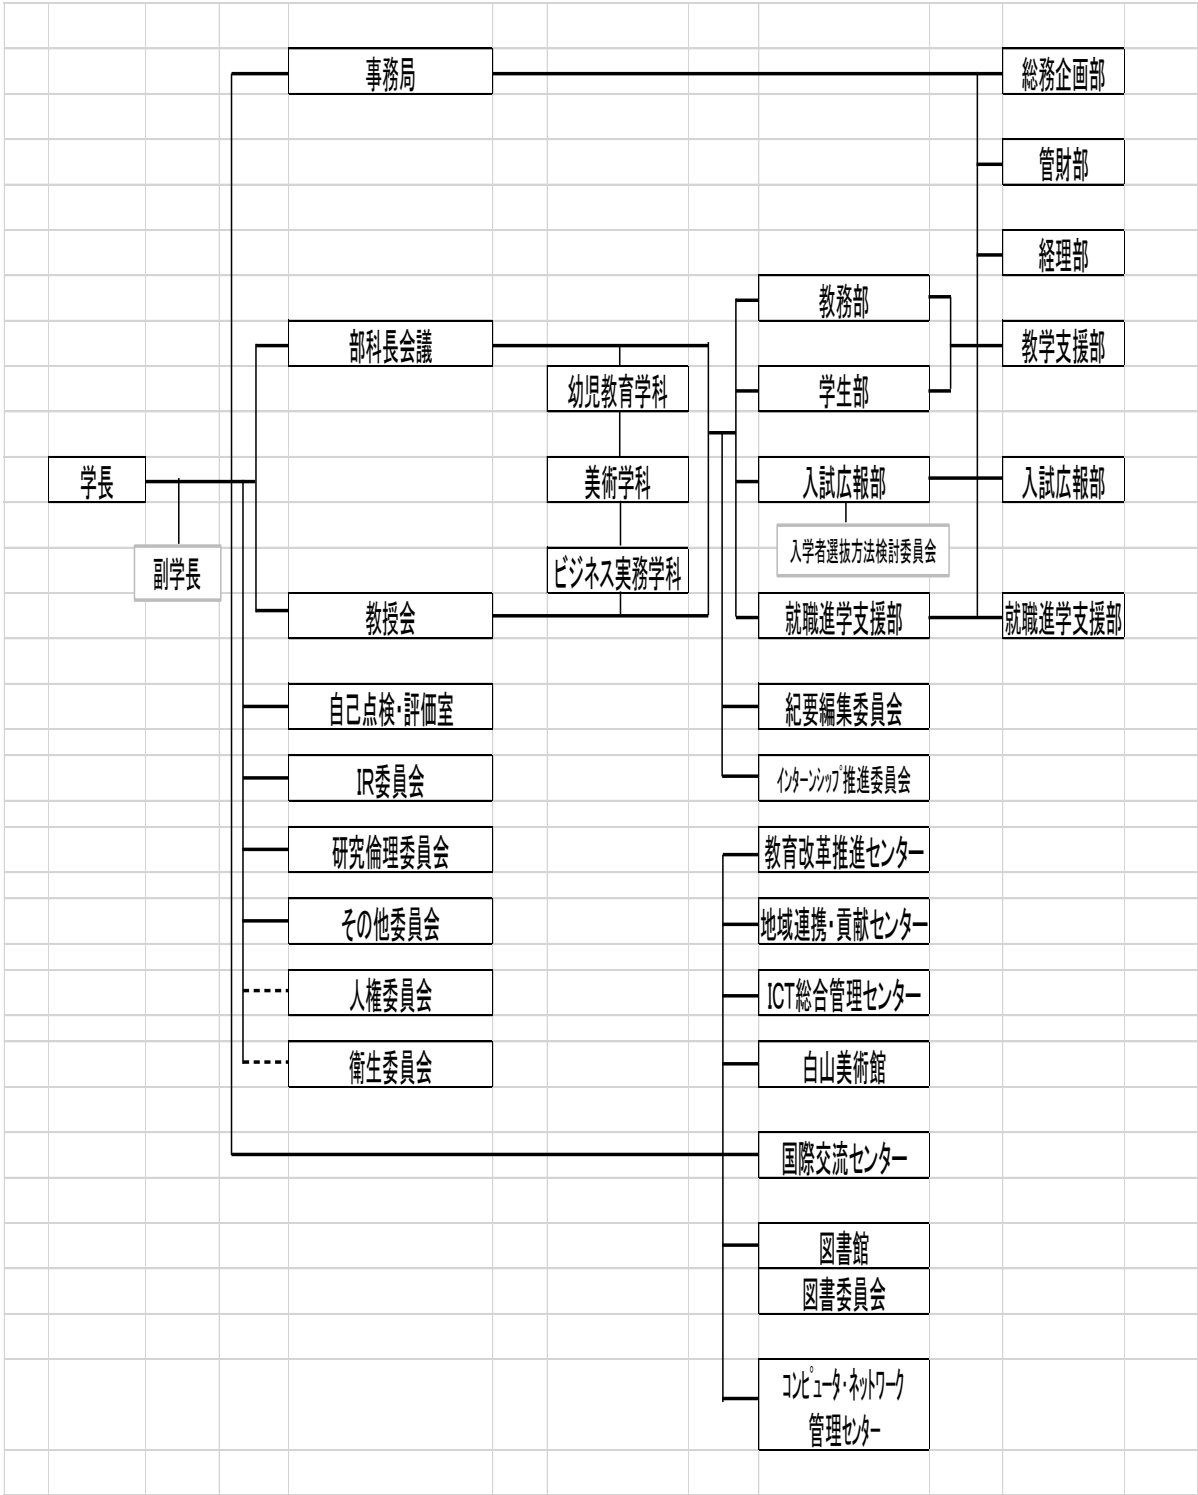 事務局
総務企画部
管財部
経理部
教務部
部科長会議
教学支援部
幼児教育学科
学生部
学長
美術学科
入試広報部
入試広報部
入学者選抜方法検討委員会
副学長
ビジネス実務学科
教授会
就職進学支援部
就職進学支援部
自己点検・評価室
紀要編集委員会
IR委員会
インターンシップ推進委員会
研究倫理委員会
教育改革推進センター
その他委員会
地域連携・貢献センター
人権委員会
ICT総合管理センター
衛生委員会
白山美術館
国際交流センター
図書館
図書委員会
コンピュータ・ネットワーク
管理センター